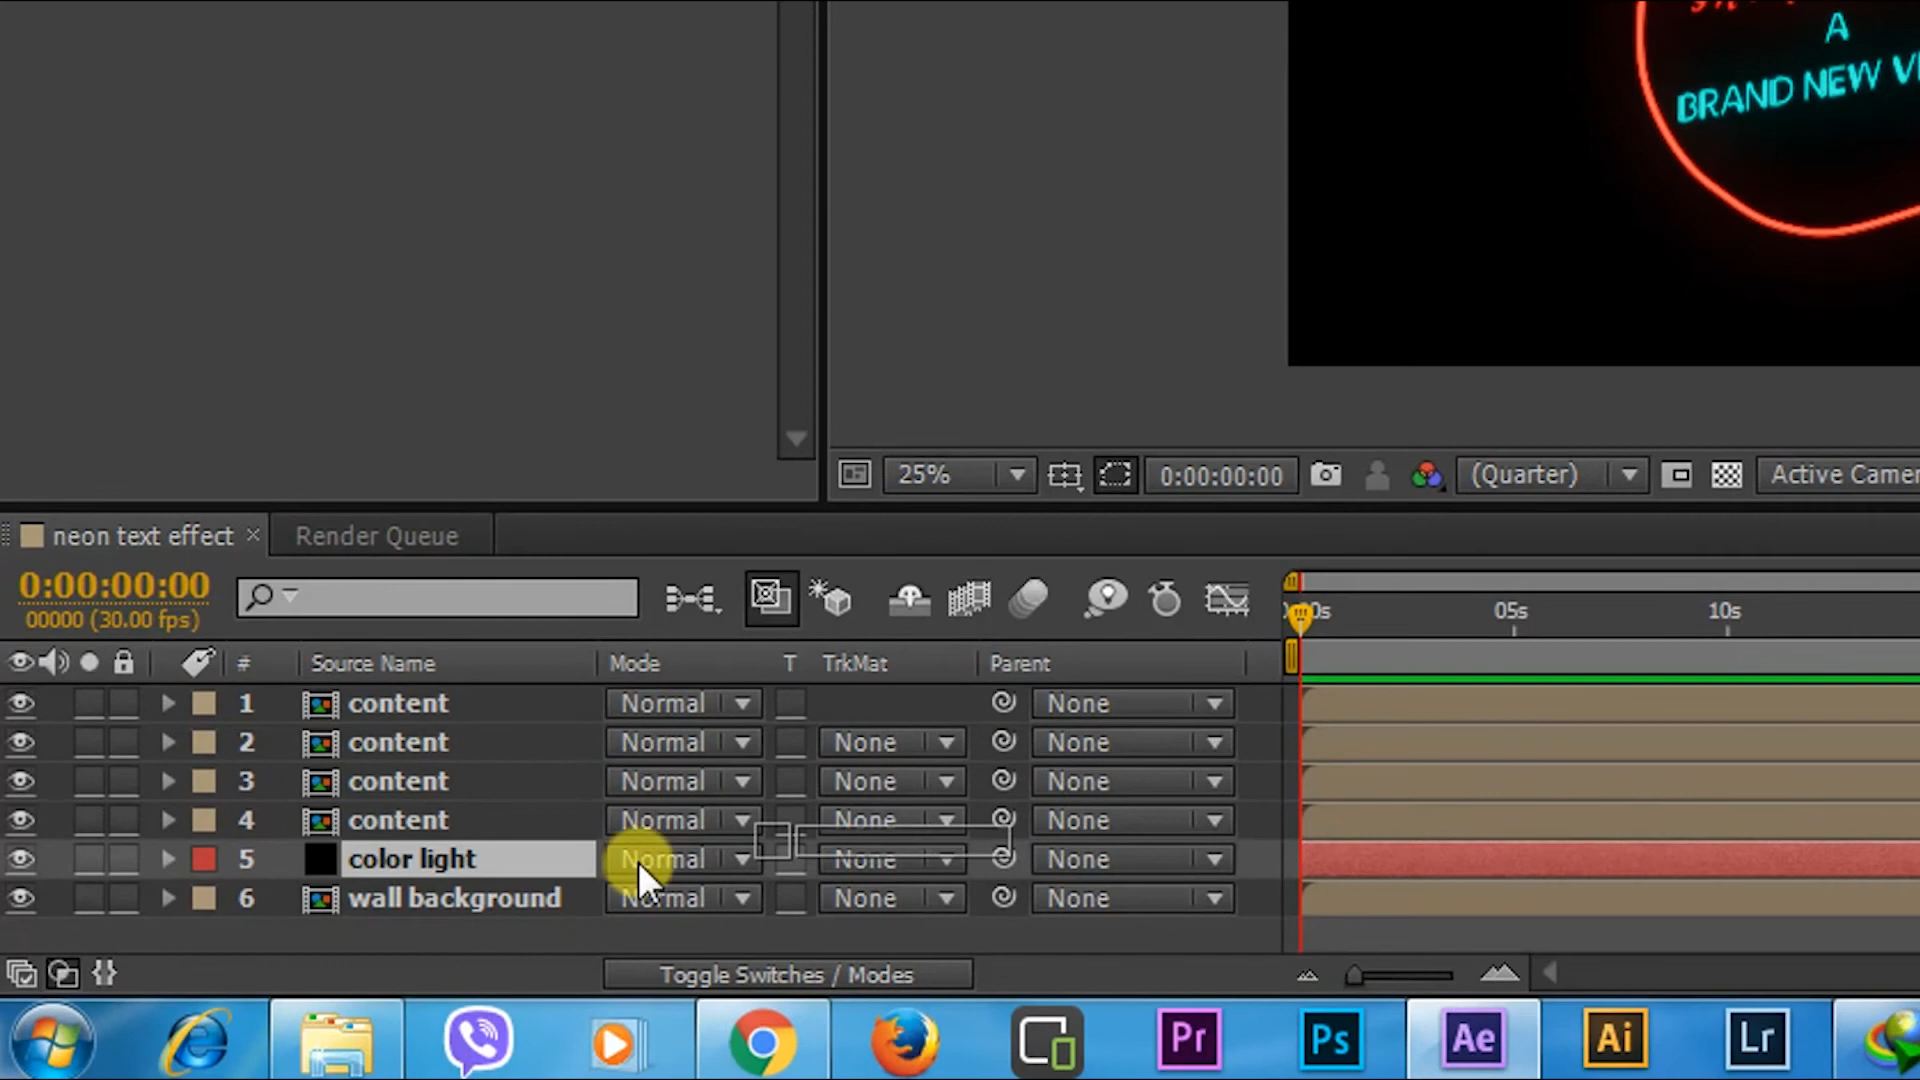 A
BRAND NEW
25%
0:00:00:00
(Quarter)
Active Camer
neon text effect
Render Queue
0:00:00:00
00000 (30.00 fps)
05s
10s
#
Source Name
Mode
T
TrkMat
Parent
1 content Normal None
2 content Normal None None
3 content Normal None None
4 content Normal None None
5 color light Normal None None
6 wall background Normal None None
Toggle Switches / Modes
Pr
Ps
Ae
Ai
Lr